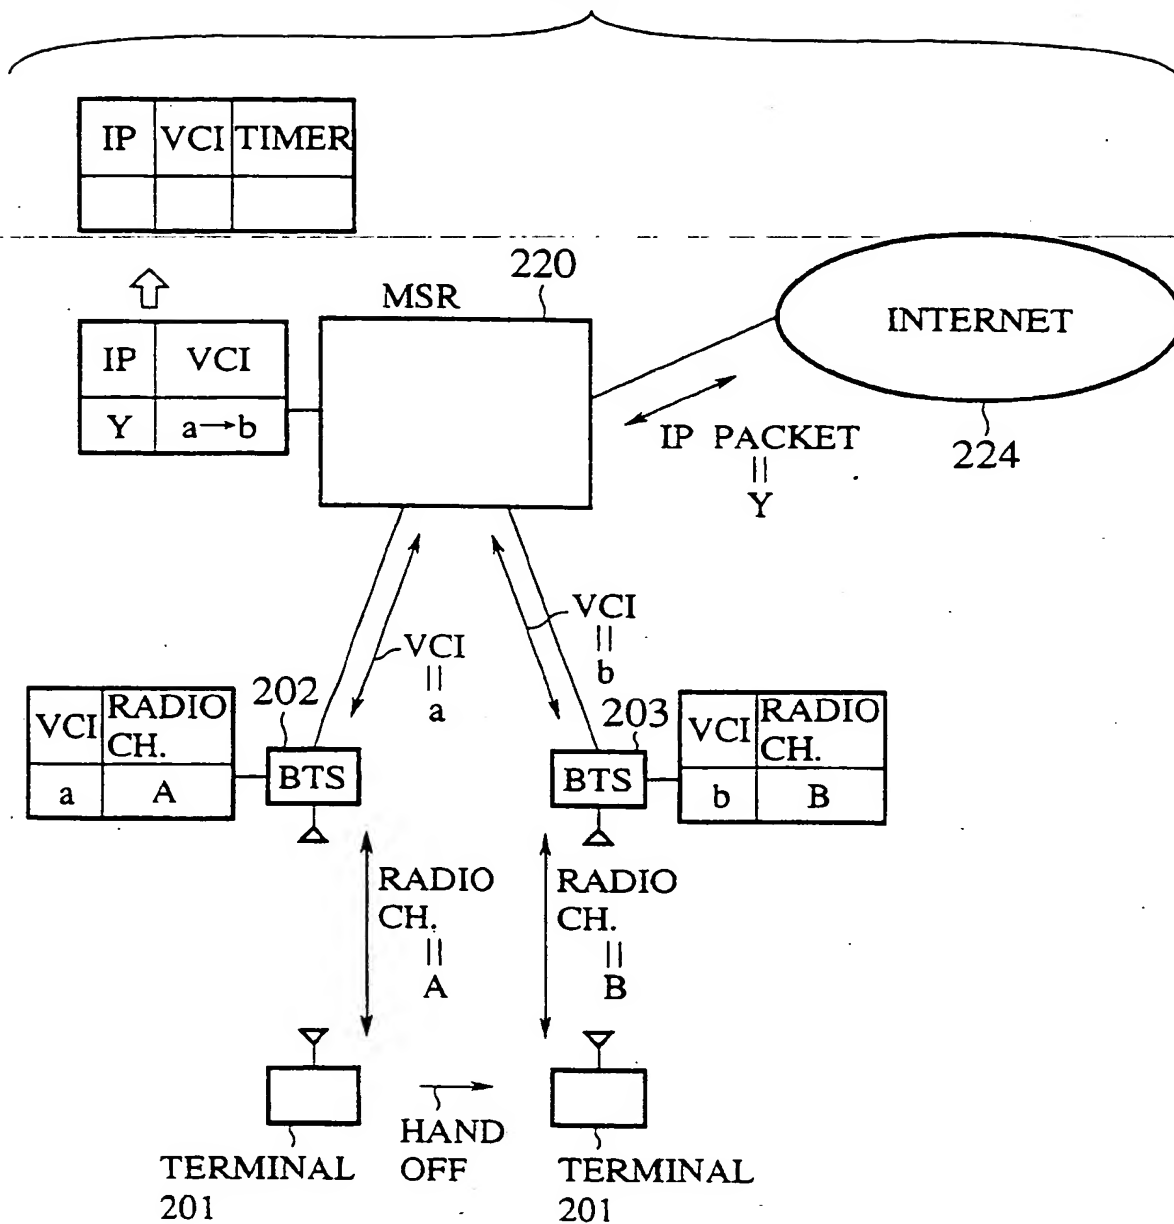 IP VCI TIMER
220
MSR
INTERNET
IP VCI
Y a→b
IP PACKET
||
Y
224
VCI
||
b
VCI
||
a
202
203
VCI RADIO CH.
a A
BTS
BTS
VCI RADIO CH.
b B
RADIO
CH.
||
A
RADIO
CH.
||
B
HAND
OFF
TERMINAL
201
TERMINAL
201